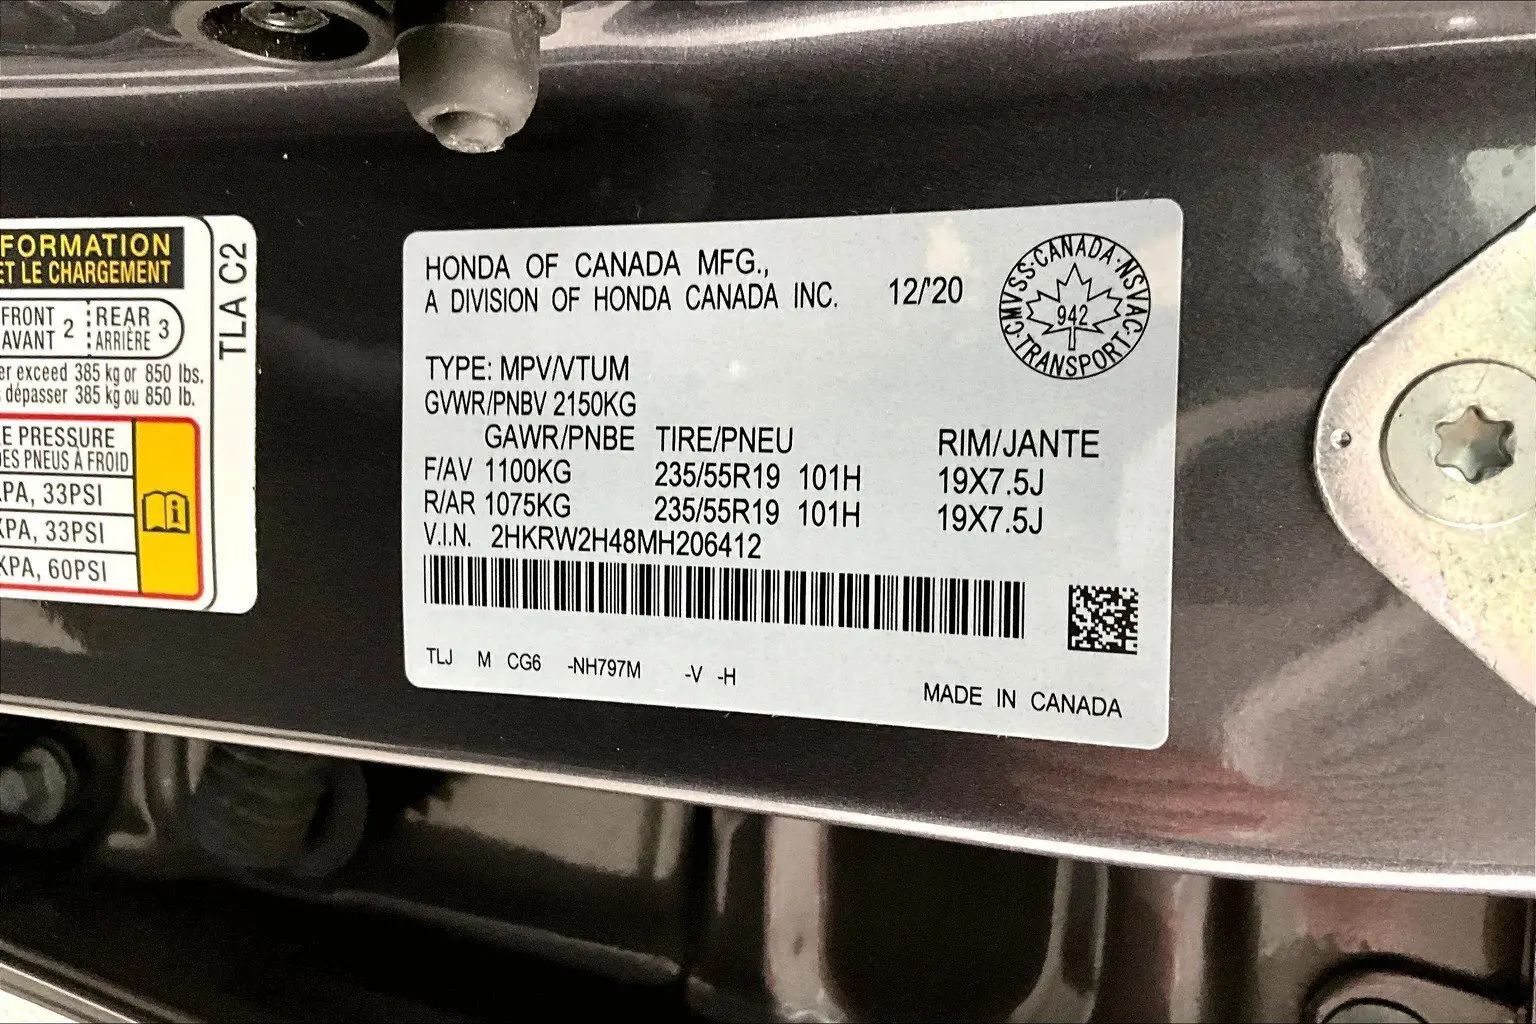 FORMATION
ET LE CHARGEMENT
FRONT 2 REAR 3
AVANT ARRIÈRE
exceed 385 kg or 850 lbs.
dépasser 385 kg ou 850 lb.
PRESSURE
DES PNEUS À FROID
KPA, 33PSI
KPA, 33PSI
KPA, 60PSI
TLA C2
HONDA OF CANADA MFG.,
A DIVISION OF HONDA CANADA INC. 12/'20
CMVSS·CANADA·NSVAC·TRANSPORT·
942
TYPE: MPV/VTUM
GVWR/PNBV 2150KG
GAWR/PNBE TIRE/PNEU RIM/JANTE
F/AV 1100KG 235/55R19 101H 19X7.5J
R/AR 1075KG 235/55R19 101H 19X7.5J
V.I.N. 2HKRW2H48MH206412
TLJ M CG6 -NH797M -V -H
MADE IN CANADA